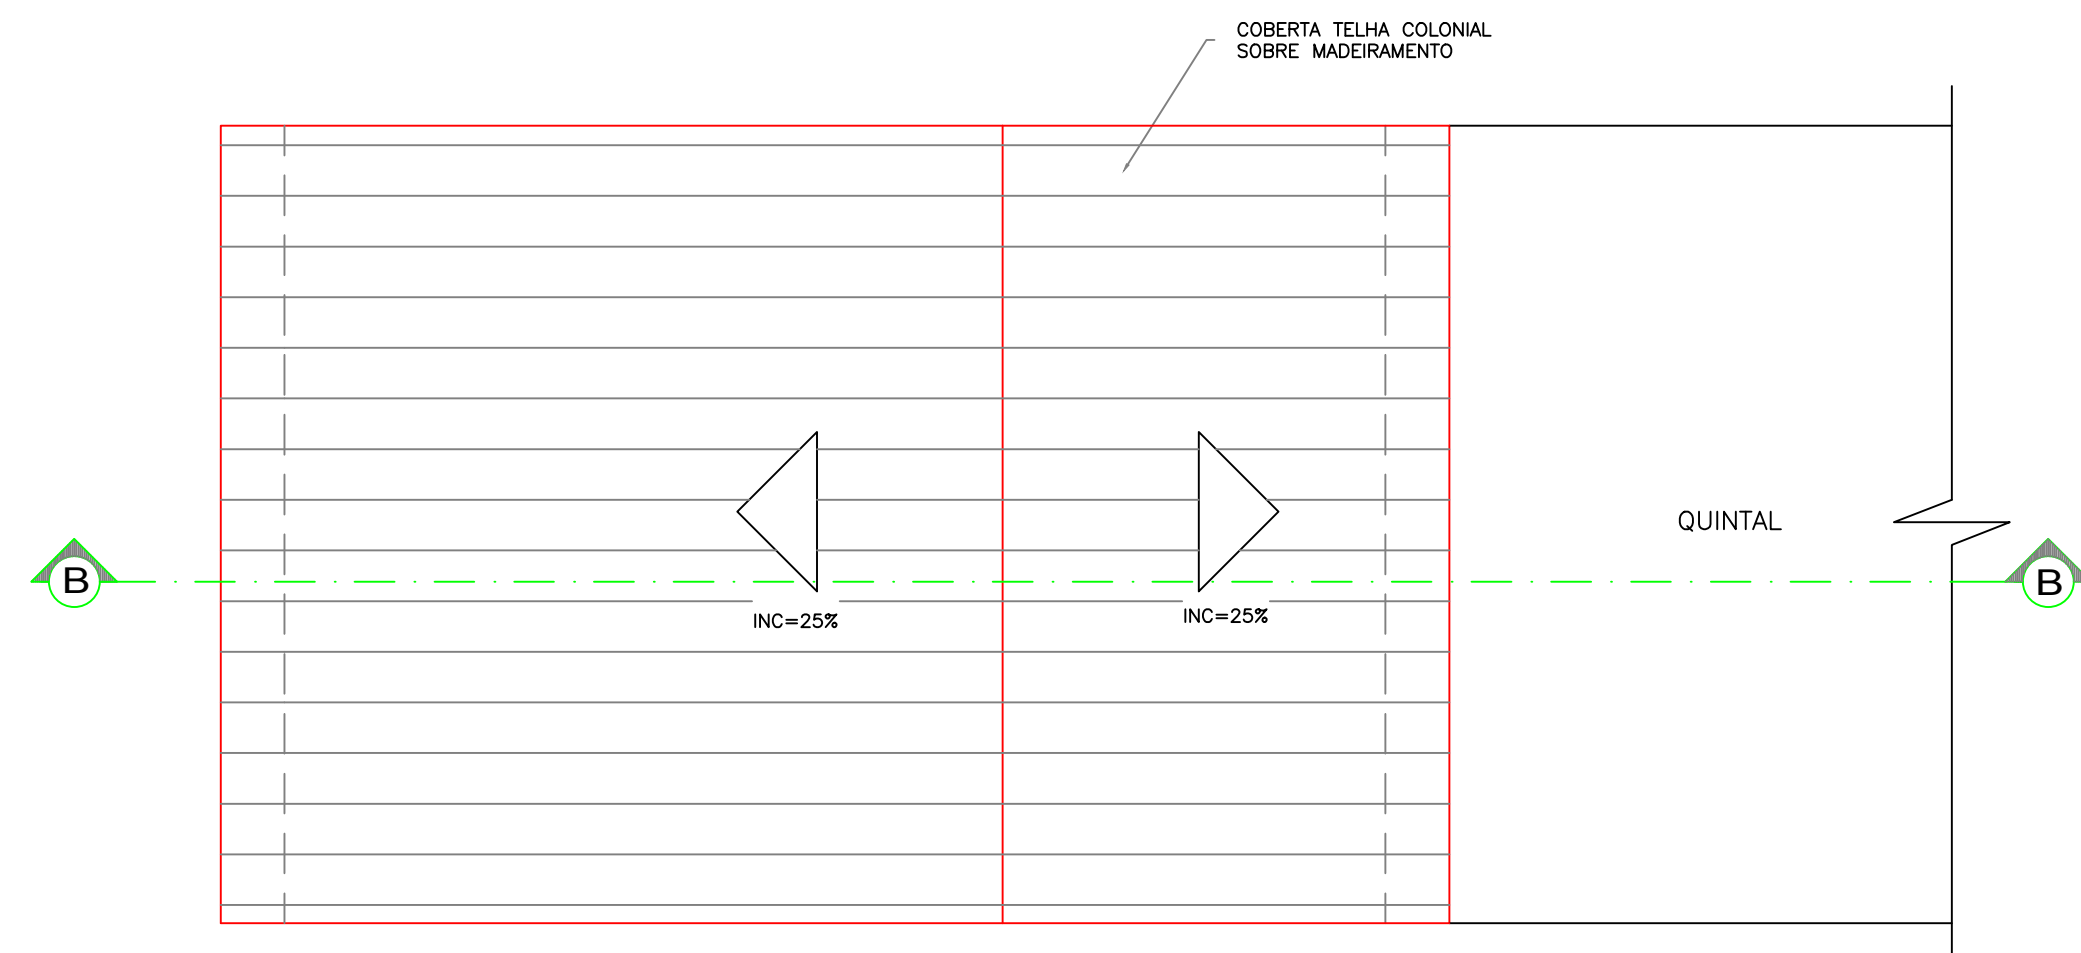 COBERTA TELHA COLONIAL
SOBRE MADEIRAMENTO
QUINTAL
B
B
INC=25%
INC=25%